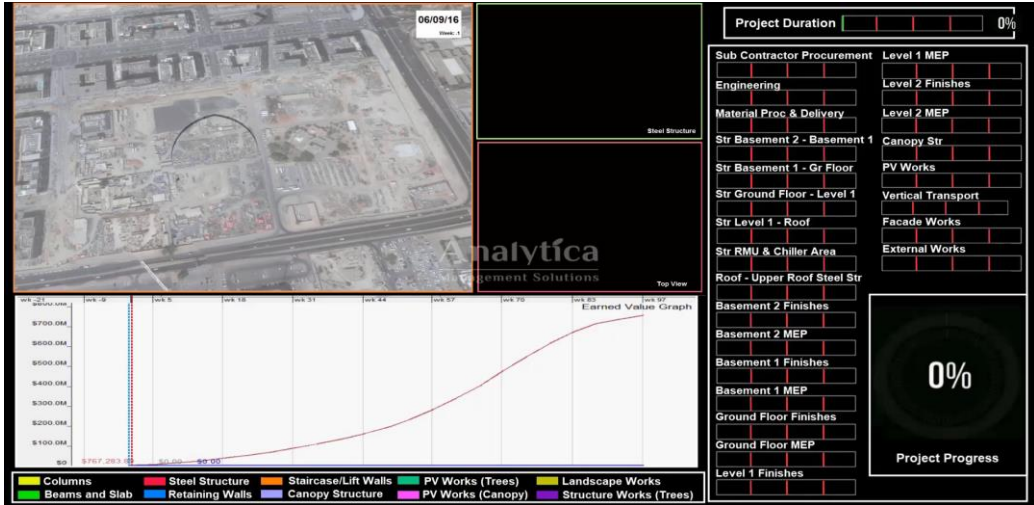 06/09/16
Week: .1
Steel Structure
Top View
Analytica
Management Solutions
Project Duration 0%
Sub Contractor Procurement
Engineering
Material Proc & Delivery
Str Basement 2 - Basement 1
Str Basement 1 - Gr Floor
Str Ground Floor - Level 1
Str Level 1 - Roof
Str RMU & Chiller Area
Roof - Upper Roof Steel Str
Basement 2 Finishes
Basement 2 MEP
Basement 1 Finishes
Basement 1 MEP
Ground Floor Finishes
Ground Floor MEP
Level 1 Finishes
Level 1 MEP
Level 2 Finishes
Level 2 MEP
Canopy Str
PV Works
Vertical Transport
Facade Works
External Works
0%
Project Progress
wk -21 wk -9 wk 5 wk 18 wk 31 wk 44 wk 57 wk 70 wk 83 wk 97
Earned Value Graph
$800.0M
$700.0M
$600.0M
$500.0M
$400.0M
$300.0M
$200.0M
$100.0M
$0 $0.00 $0.00
Columns Steel Structure Staircase/Lift Walls PV Works (Trees) Landscape Works
Beams and Slab Retaining Walls Canopy Structure PV Works (Canopy) Structure Works (Trees)